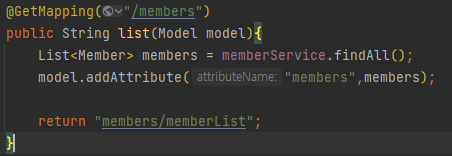 @GetMapping("/members")
public String list(Model model){
    List<Member> members = memberService.findAll();
    model.addAttribute( attributeName: "members",members);

    return "members/memberList";
}